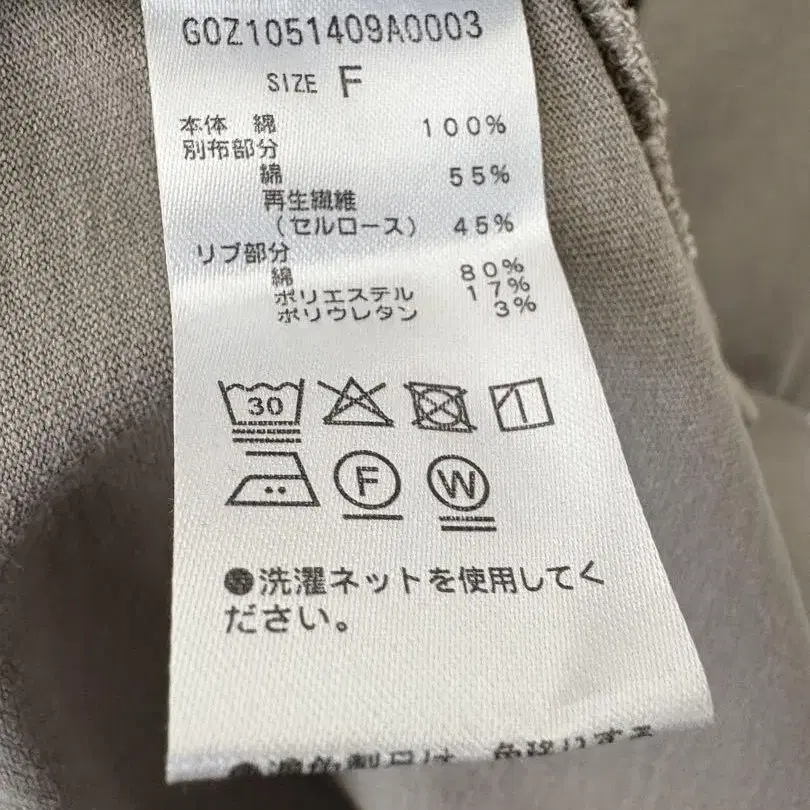 G0Z1051409A0003
SIZE F
本体 綿 100%
別布部分
綿 55%
再生繊維
(セルロース) 45%
リブ部分
綿 80%
ポリエステル 17%
ポリウレタン 3%
30
F W
●洗濯ネットを使用してく
ださい。